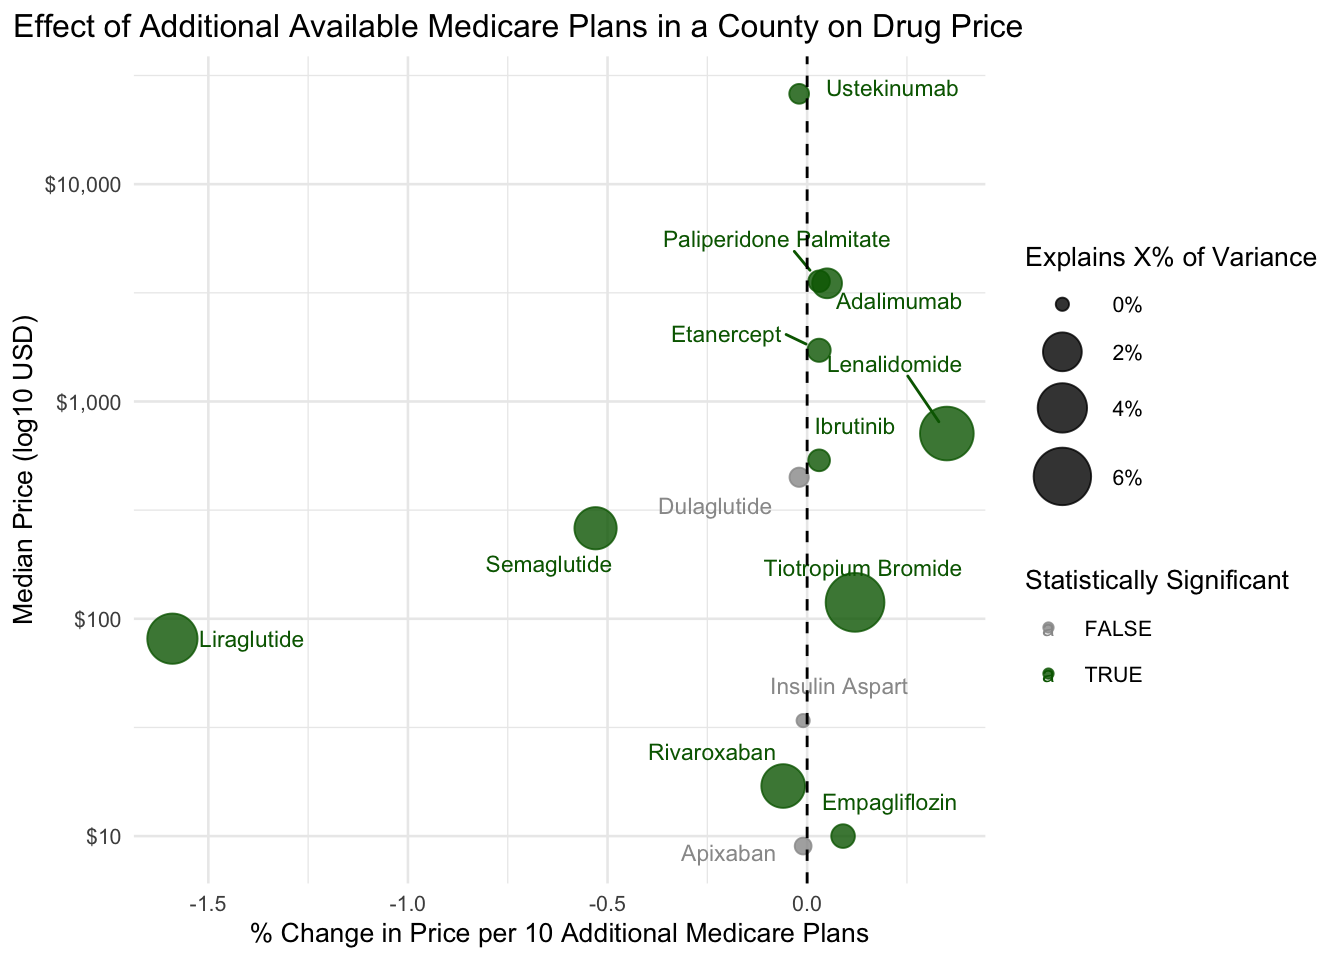 Effect of Additional Available Medicare Plans in a County on Drug Price
Median Price (log10 USD)
$10,000
$1,000
$100
$10
Ustekinumab
Paliperidone Palmitate
Adalimumab
Etanercept
Lenalidomide
Ibrutinib
Dulaglutide
Semaglutide
Tiotropium Bromide
Liraglutide
Insulin Aspart
Rivaroxaban
Empagliflozin
Apixaban
-1.5
-1.0
-0.5
0.0
% Change in Price per 10 Additional Medicare Plans
Explains X% of Variance
0%
2%
4%
6%
Statistically Significant
a FALSE
a TRUE